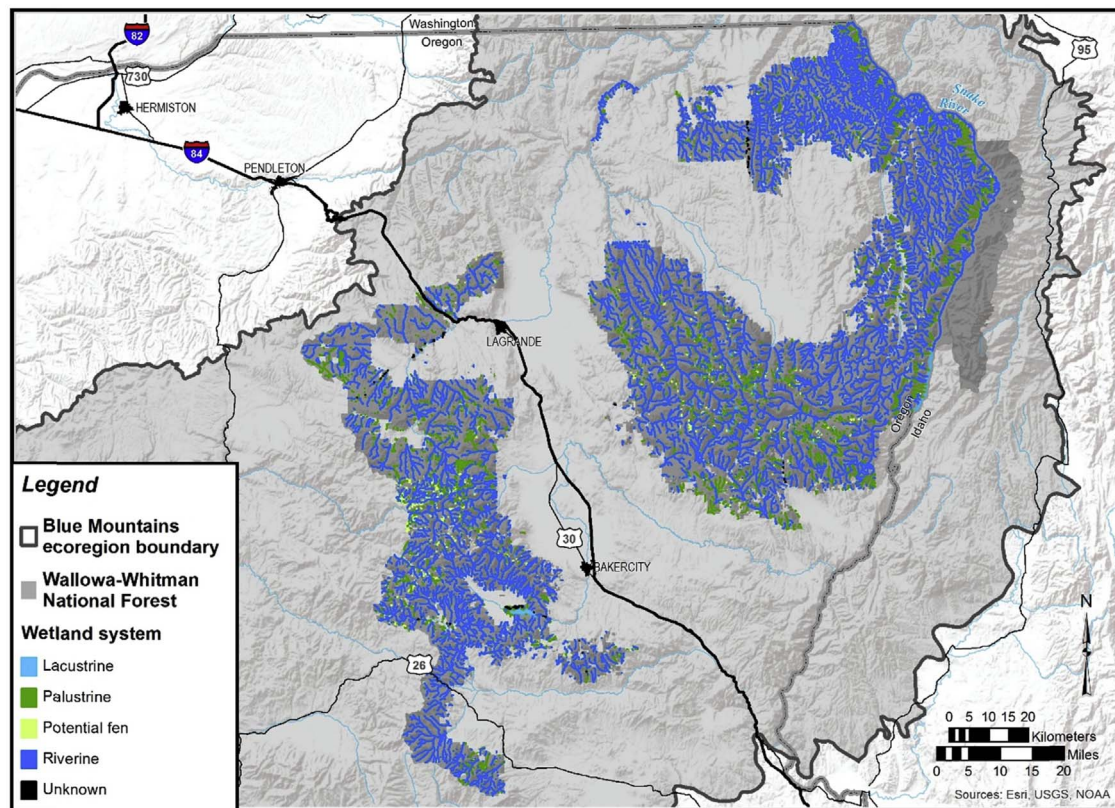 82
Washington
Oregon
95
730
HERMISTON
Snake
River
84
PENDLETON
LAGRANDE
Oregon
Idaho
Legend
Blue Mountains
ecoregion boundary
Wallowa-Whitman
National Forest
Wetland system
Lacustrine
Palustrine
Potential fen
Riverine
Unknown
30
BAKERCITY
26
N
0 5 10 15 20
Kilometers
Miles
0 5 10 20
Sources: Esri, USGS, NOAA